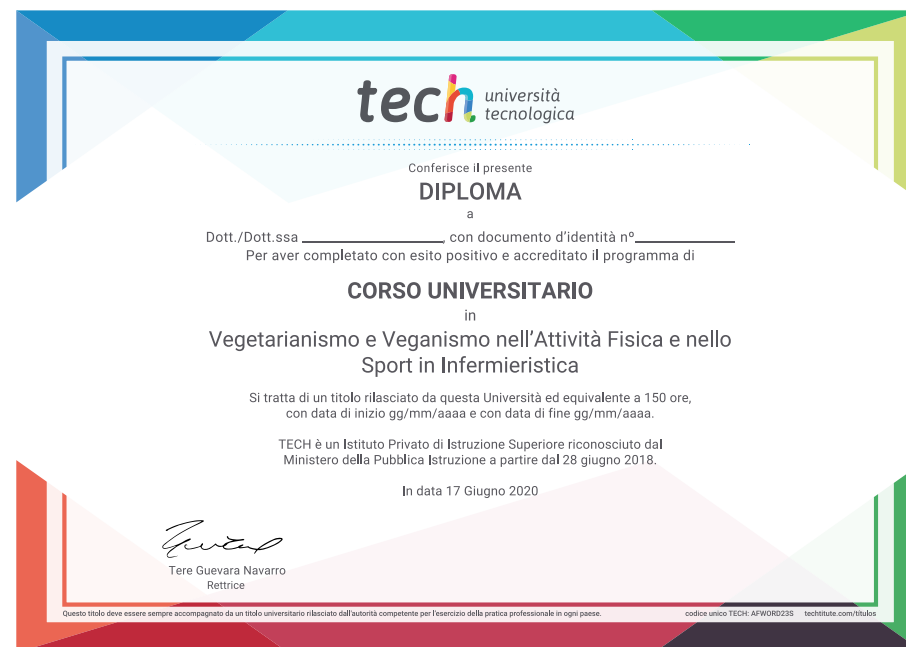 tech università
tecnologica
Conferisce il presente
DIPLOMA
a
Dott./Dott.ssa ____________________, con documento d'identità nº______________
Per aver completato con esito positivo e accreditato il programma di
CORSO UNIVERSITARIO
in
Vegetarianismo e Veganismo nell'Attività Fisica e nello
Sport in Infermieristica
Si tratta di un titolo rilasciato da questa Università ed equivalente a 150 ore,
con data di inizio gg/mm/aaaa e con data di fine gg/mm/aaaa.
TECH è un Istituto Privato di Istruzione Superiore riconosciuto dal
Ministero della Pubblica Istruzione a partire dal 28 giugno 2018.
In data 17 Giugno 2020
Tere Guevara Navarro
Rettrice
Questo titolo deve essere sempre accompagnato da un titolo universitario rilasciato dall'autorità competente per l'esercizio della pratica professionale in ogni paese. codice unico TECH: AFWORD23S techtitute.com/títulos